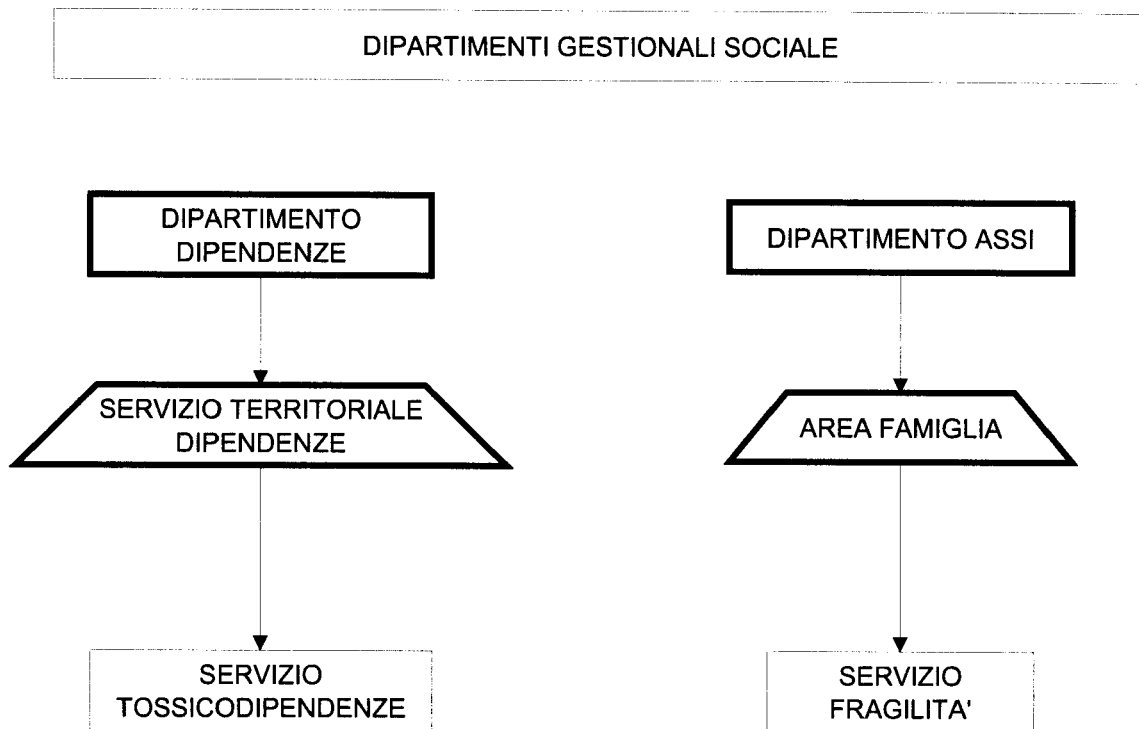 DIPARTIMENTI GESTIONALI SOCIALE
DIPARTIMENTO
DIPENDENZE
DIPARTIMENTO ASSI
SERVIZIO TERRITORIALE
DIPENDENZE
AREA FAMIGLIA
SERVIZIO
TOSSICODIPENDENZE
SERVIZIO
FRAGILITA'